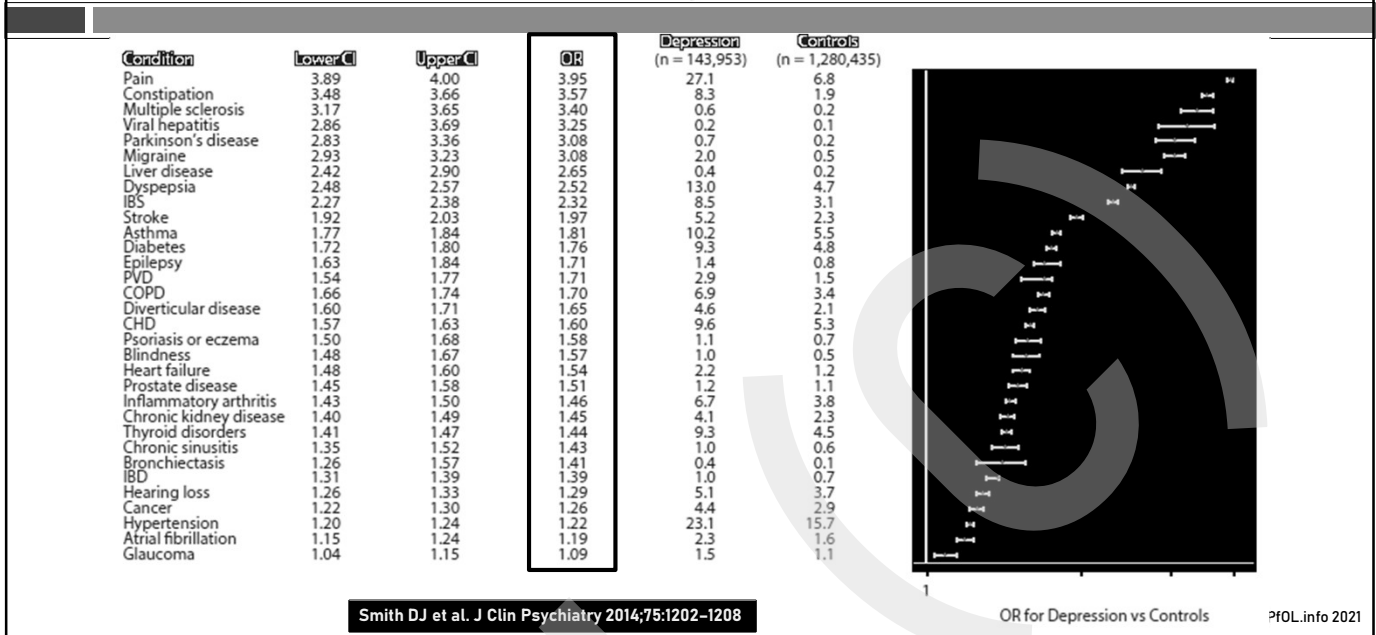 Depression Controls
Condition Lower CI Upper CI OR (n = 143,953) (n = 1,280,435)
Pain 3.89 4.00 3.95 27.1 6.8
Constipation 3.48 3.66 3.57 8.3 1.9
Multiple sclerosis 3.17 3.65 3.40 0.6 0.2
Viral hepatitis 2.86 3.69 3.25 0.2 0.1
Parkinson's disease 2.83 3.36 3.08 0.7 0.2
Migraine 2.93 3.23 3.08 2.0 0.5
Liver disease 2.42 2.90 2.65 0.4 0.2
Dyspepsia 2.48 2.57 2.52 13.0 4.7
IBS 2.27 2.38 2.32 8.5 3.1
Stroke 1.92 2.03 1.97 5.2 2.3
Asthma 1.77 1.84 1.81 10.2 5.5
Diabetes 1.72 1.80 1.76 9.3 4.8
Epilepsy 1.63 1.84 1.71 1.4 0.8
PVD 1.54 1.77 1.71 2.9 1.5
COPD 1.66 1.74 1.70 6.9 3.4
Diverticular disease 1.60 1.71 1.65 4.6 2.1
CHD 1.57 1.63 1.60 9.6 5.3
Psoriasis or eczema 1.50 1.68 1.58 1.1 0.7
Blindness 1.48 1.67 1.57 1.0 0.5
Heart failure 1.48 1.60 1.54 2.2 1.2
Prostate disease 1.45 1.58 1.51 1.2 1.1
Inflammatory arthritis 1.43 1.50 1.46 6.7 3.8
Chronic kidney disease 1.40 1.49 1.45 4.1 2.3
Thyroid disorders 1.41 1.47 1.44 9.3 4.5
Chronic sinusitis 1.35 1.52 1.43 1.0 0.6
Bronchiectasis 1.26 1.57 1.41 0.4 0.1
IBD 1.31 1.39 1.39 1.0 0.7
Hearing loss 1.26 1.33 1.29 5.1 3.7
Cancer 1.22 1.30 1.26 4.4 2.9
Hypertension 1.20 1.24 1.22 23.1 15.7
Atrial fibrillation 1.15 1.24 1.19 2.3 1.6
Glaucoma 1.04 1.15 1.09 1.5 1.1
1
OR for Depression vs Controls
Smith DJ et al. J Clin Psychiatry 2014;75:1202–1208
PfOL.info 2021